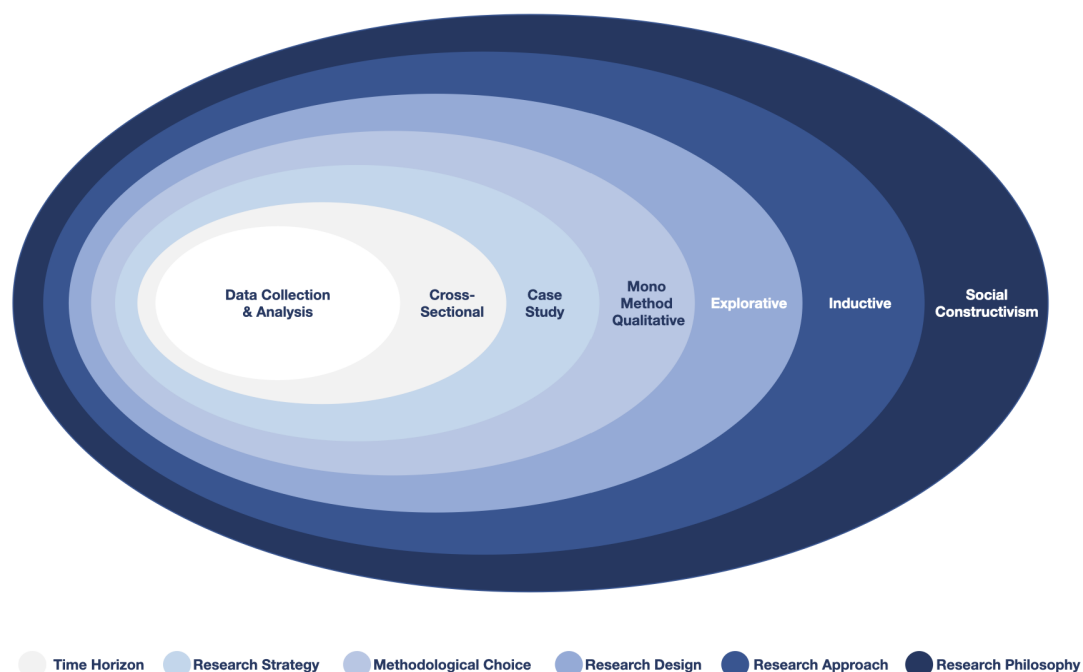 Data Collection
& Analysis
Cross-
Sectional
Case
Study
Mono
Method
Qualitative
Explorative
Inductive
Social
Constructivism
Time Horizon
Research Strategy
Methodological Choice
Research Design
Research Approach
Research Philosophy